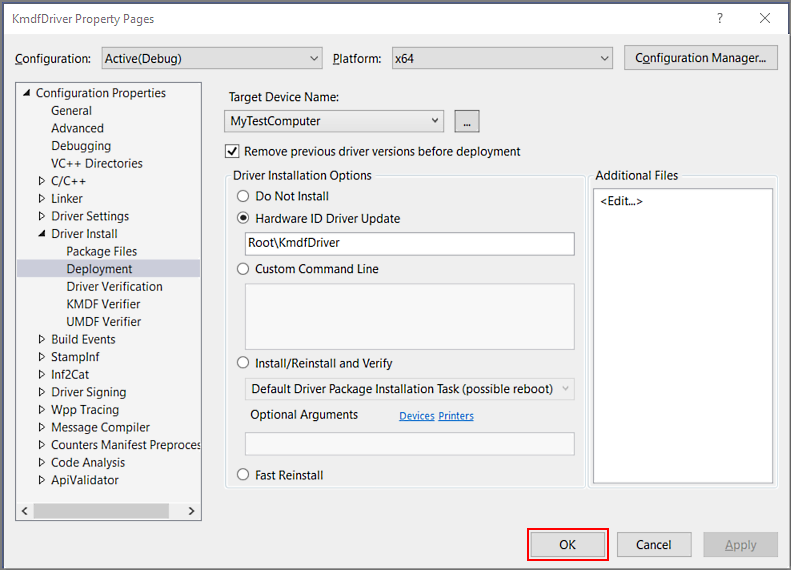 KmdfDriver Property Pages
Configuration: Active(Debug) Platform: x64 Configuration Manager...
Configuration Properties
General
Advanced
Debugging
VC++ Directories
C/C++
Linker
Driver Settings
Driver Install
Package Files
Deployment
Driver Verification
KMDF Verifier
UMDF Verifier
Build Events
StampInf
Inf2Cat
Driver Signing
Wpp Tracing
Message Compiler
Counters Manifest Preproces
Code Analysis
ApiValidator
Target Device Name:
MyTestComputer ...
Remove previous driver versions before deployment
Driver Installation Options
Do Not Install
Hardware ID Driver Update
Root\KmdfDriver
Custom Command Line
Install/Reinstall and Verify
Default Driver Package Installation Task (possible reboot)
Optional Arguments Devices Printers
Fast Reinstall
Additional Files
<Edit...>
OK Cancel Apply